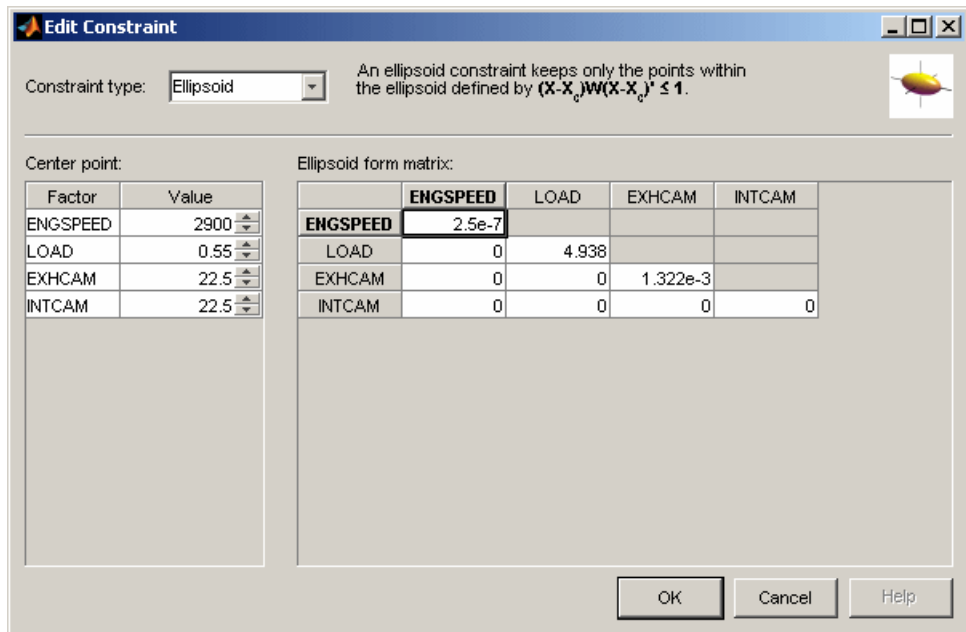 Edit Constraint
Constraint type: Ellipsoid
An ellipsoid constraint keeps only the points within
the ellipsoid defined by (X-Xc)W(X-Xc)' ≤ 1.
Center point:
Factor Value
ENGSPEED 2900
LOAD 0.55
EXHCAM 22.5
INTCAM 22.5
Ellipsoid form matrix:
ENGSPEED LOAD EXHCAM INTCAM
ENGSPEED 2.5e-7
LOAD 0 4.938
EXHCAM 0 0 1.322e-3
INTCAM 0 0 0 0
OK Cancel Help